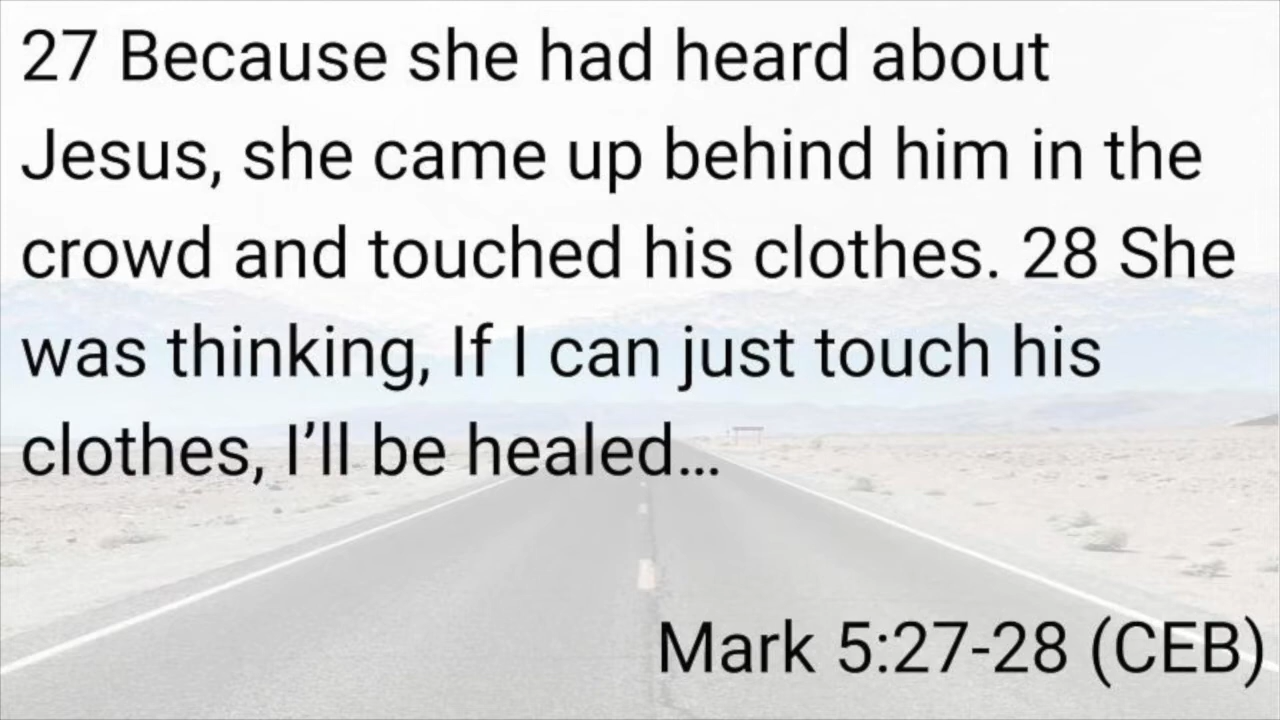 27 Because she had heard about
Jesus, she came up behind him in the
crowd and touched his clothes. 28 She
was thinking, If I can just touch his
clothes, I’ll be healed…
Mark 5:27-28 (CEB)